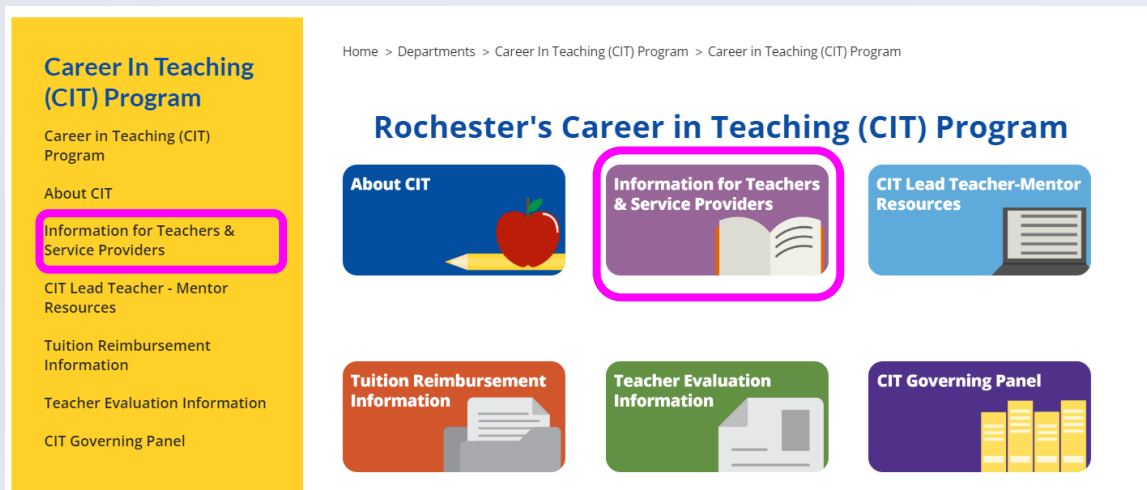 Career In Teaching
(CIT) Program
Career in Teaching (CIT)
Program
About CIT
Information for Teachers &
Service Providers
CIT Lead Teacher - Mentor
Resources
Tuition Reimbursement
Information
Teacher Evaluation Information
CIT Governing Panel
Home > Departments > Career In Teaching (CIT) Program > Career in Teaching (CIT) Program
Rochester's Career in Teaching (CIT) Program
About CIT
Information for Teachers
& Service Providers
CIT Lead Teacher-Mentor
Resources
Tuition Reimbursement
Information
Teacher Evaluation
Information
CIT Governing Panel